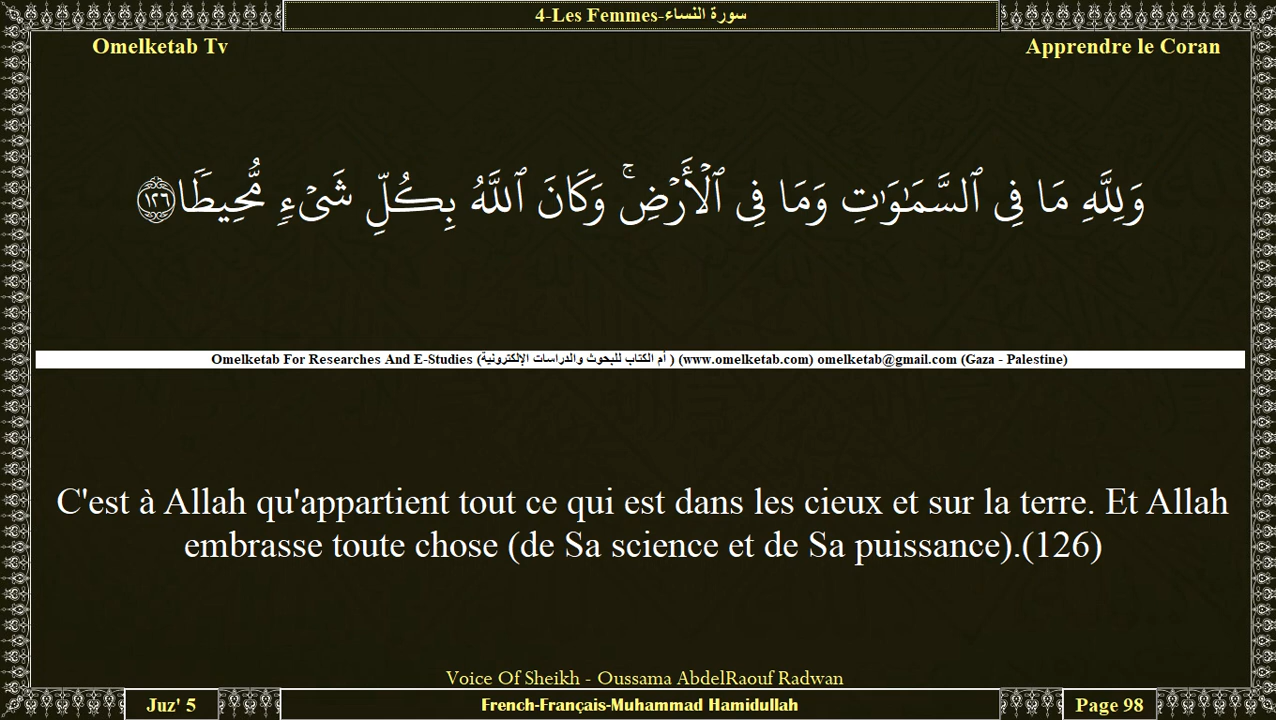 4-Les Femmes-سورة النساء
Omelketab Tv
Apprendre le Coran
وَلِلَّهِ مَا فِى ٱلسَّمَـٰوَٰتِ وَمَا فِى ٱلْأَرْضِ ۚ وَكَانَ ٱللَّهُ بِكُلِّ شَىْءٍ مُّحِيطًا ١٢٦
Omelketab For Researches And E-Studies (أم الكتاب للبحوث والدراسات الإلكترونية ) (www.omelketab.com) omelketab@gmail.com (Gaza - Palestine)
C'est à Allah qu'appartient tout ce qui est dans les cieux et sur la terre. Et Allah
embrasse toute chose (de Sa science et de Sa puissance).(126)
Voice Of Sheikh - Oussama AbdelRaouf Radwan
Juz' 5
French-Français-Muhammad Hamidullah
Page 98